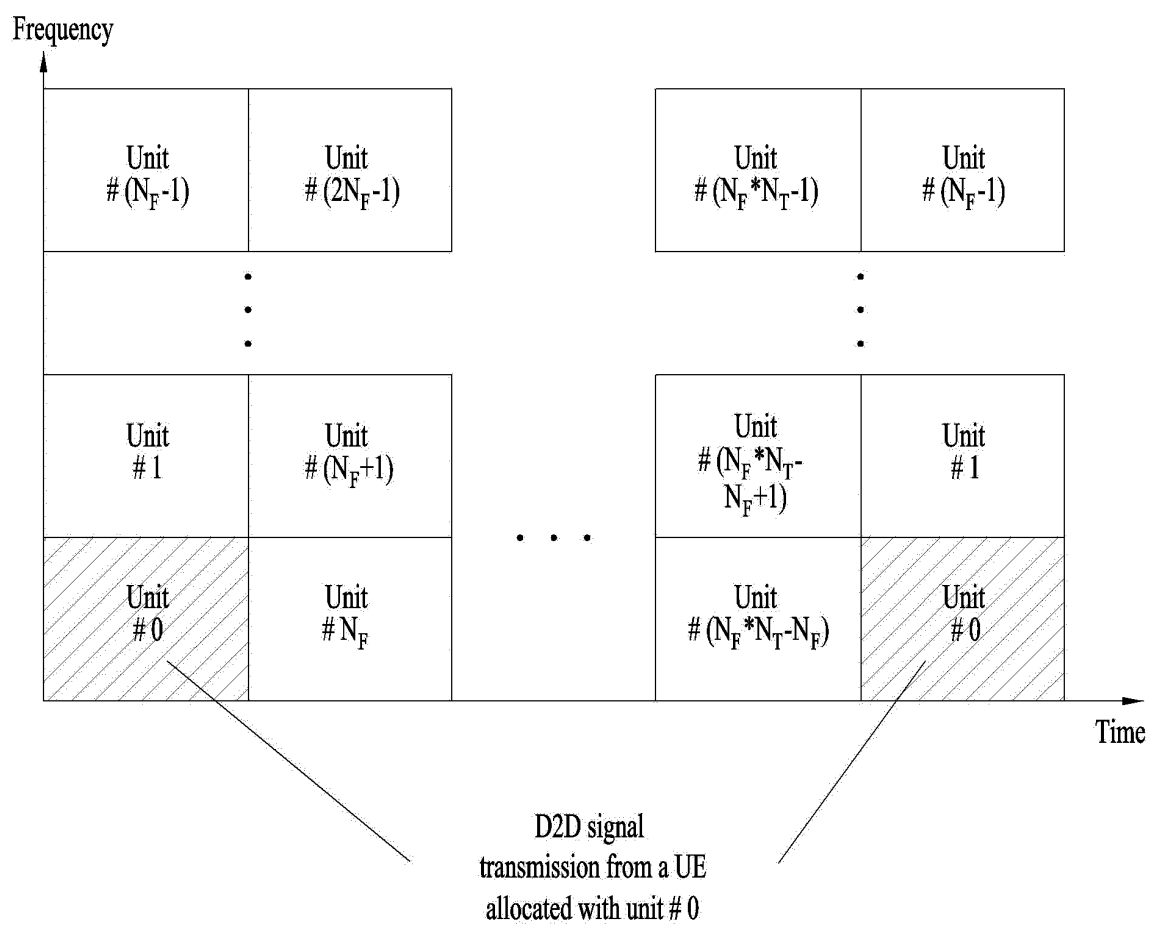 Frequency
Unit
# (N_F-1)
Unit
# (2N_F-1)
Unit
# (N_F*N_T-1)
Unit
# (N_F-1)
Unit
# 1
Unit
# (N_F+1)
Unit
# (N_F*N_T-
N_F+1)
Unit
# 1
Unit
# 0
Unit
# N_F
Unit
# (N_F*N_T-N_F)
Unit
# 0
Time
D2D signal
transmission from a UE
allocated with unit # 0